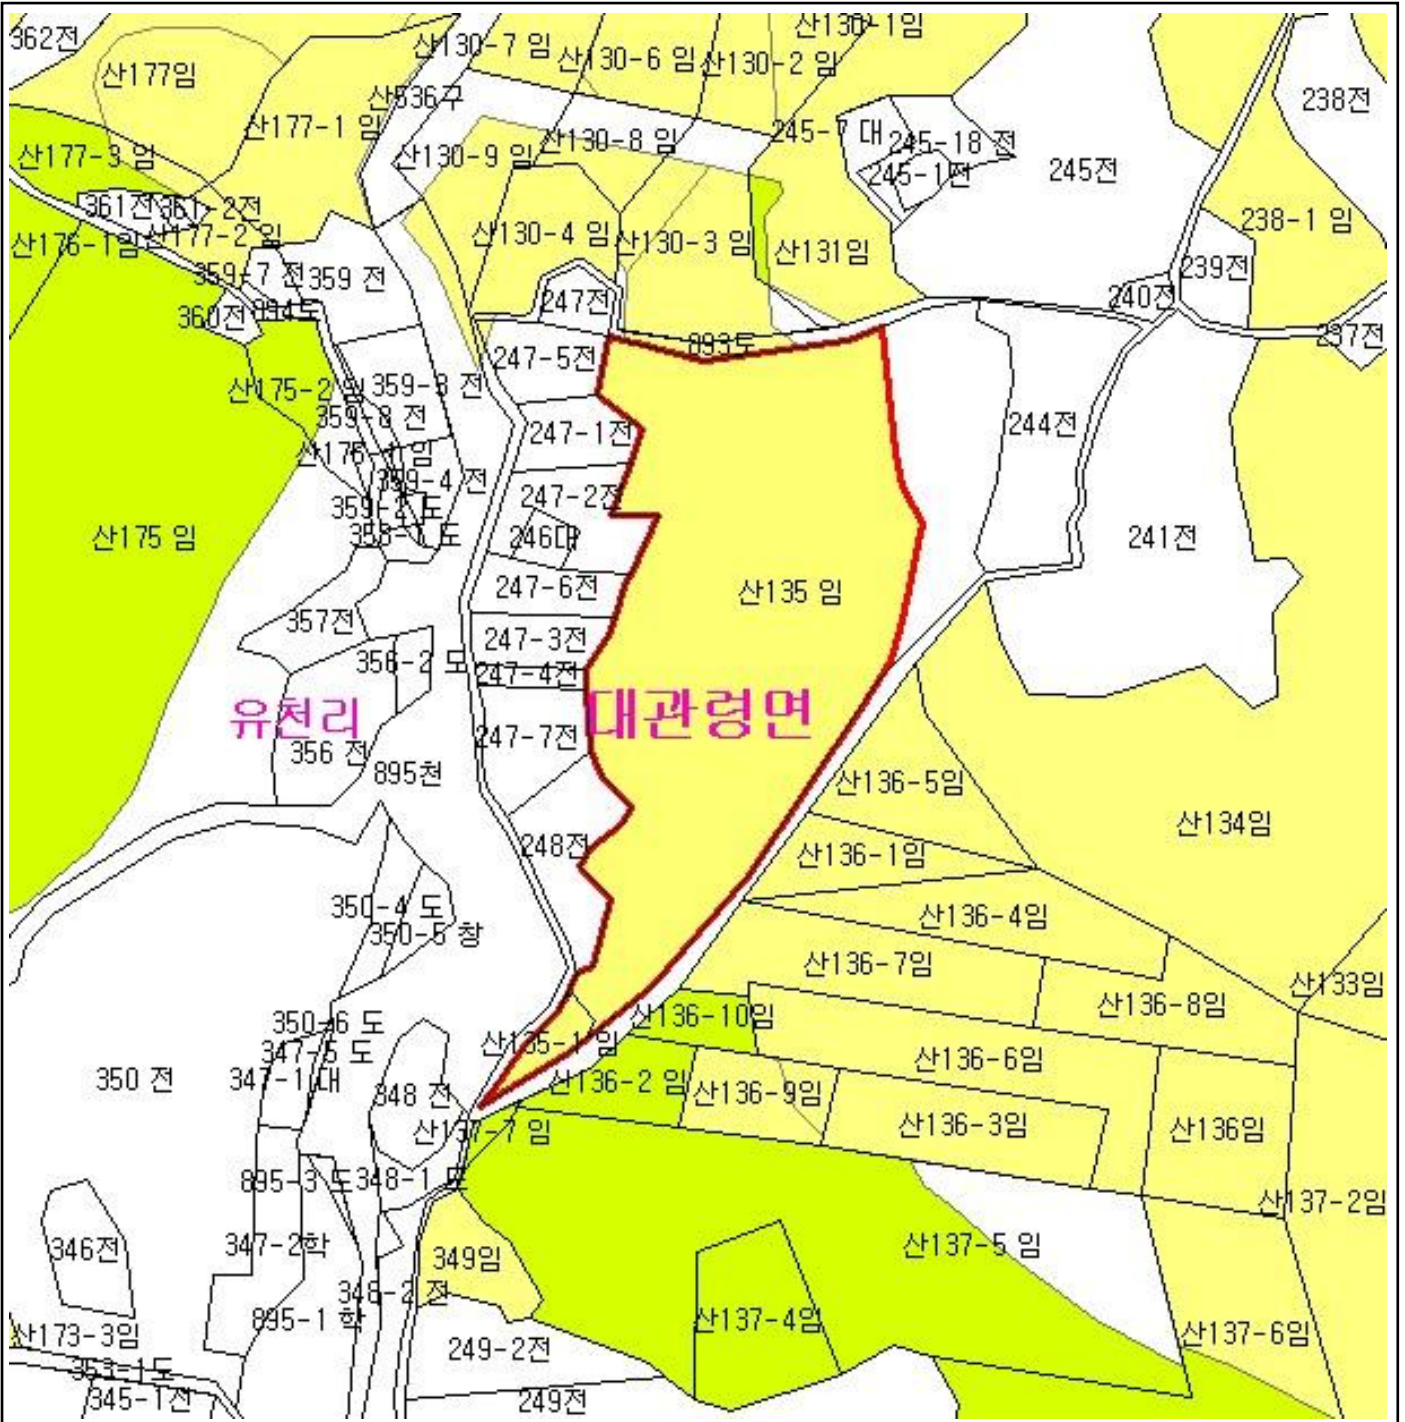 362전
산177임
산130-7 임
산130-6 임
산130-2 임
산130-1임
238전
산536구
산177-1 임
산130-9 임
산130-8 임
245-7 대
245-18 전
245-1전
245전
산177-3 임
361전
361-2전
산176-1임
산177-2 임
산130-4 임
산130-3 임
산131임
238-1 임
359-7 전
359 전
239전
240전
247전
360전
894도
893도
237전
247-5전
산175-2 임
359-3 전
359-8 전
247-1전
244전
359-4 전
247-2전
359-2 도
246대
산175 임
241전
247-6전
산135 임
357전
247-3전
356-2 도
247-4전
유천리
대관령면
356 전
247-7전
895천
산136-5임
산134임
248전
산136-1임
350-4 도
350-5 창
산136-4임
산136-7임
산133임
산136-8임
350-6 도
산136-10임
347-5 도
산135-1 임
산136-6임
350 전
347-1대
348 전
산136-2 임
산136-9임
산137-7 임
산136-3임
산136임
895-3 도
348-1 도
산137-2임
346전
347-2학
349임
산137-5 임
348-2 전
895-1 학
산137-4임
산173-3임
산137-6임
249-2전
353-1도
345-1전
249전